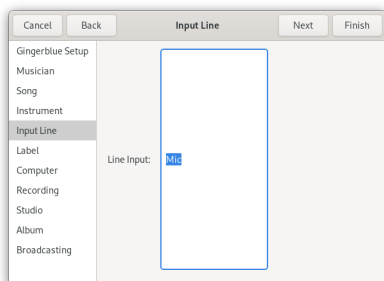 Cancel Back Input Line Next Finish
Gingerblue Setup
Musician
Song
Instrument
Input Line
Label
Line Input: Mic
Computer
Recording
Studio
Album
Broadcasting